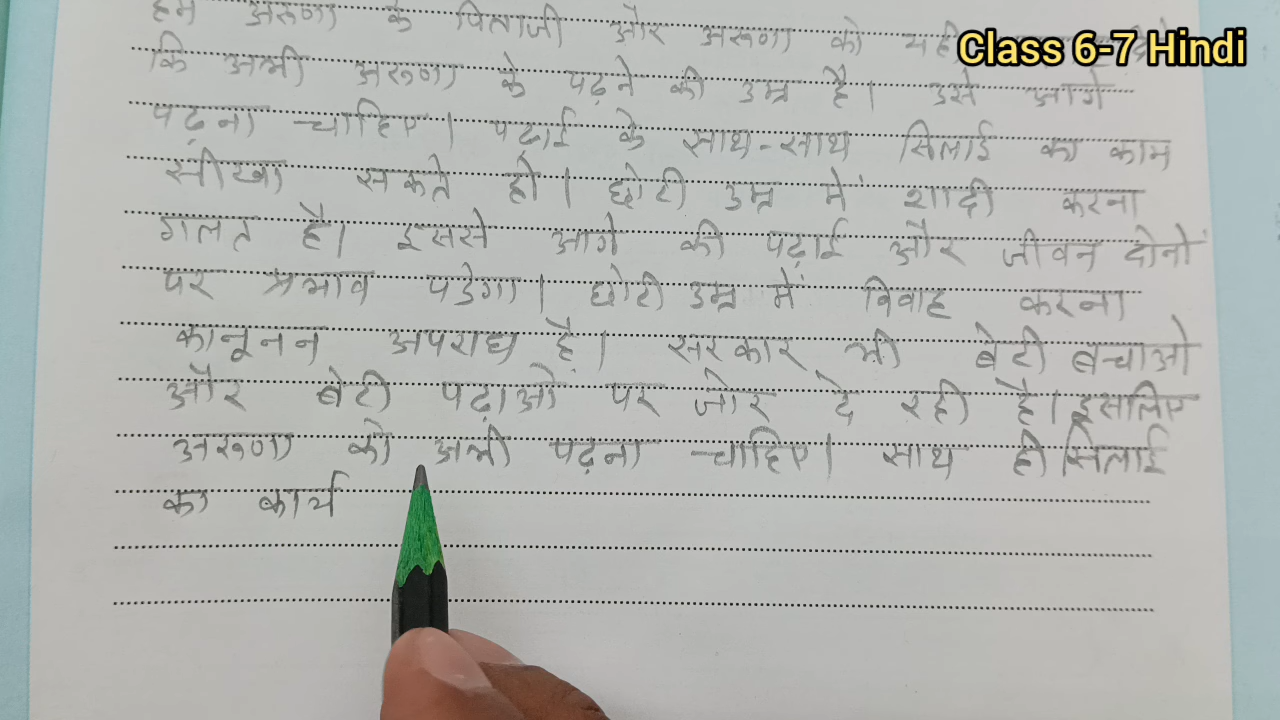 हम अरूणा के पिताजी और अरूणा को यही
Class 6-7 Hindi
कि अभी अरूणा के पढ़ने की उम्र है। उसे आगे
पढ़ना चाहिए। पढ़ाई के साथ-साथ सिलाई का काम
सीखा सकते हो। छोटी उम्र में शादी करना
गलत है। इससे आगे की पढ़ाई और जीवन दोनों
पर प्रभाव पडेगा। छोटी उम्र में विवाह करना
कानूनन अपराध है। सरकार भी बेटी बचाओ
और बेटी पढ़ाओ पर जोर दे रही है। इसलिए
अरूणा को अभी पढ़ना चाहिए। साथ ही सिलाई
का कार्य